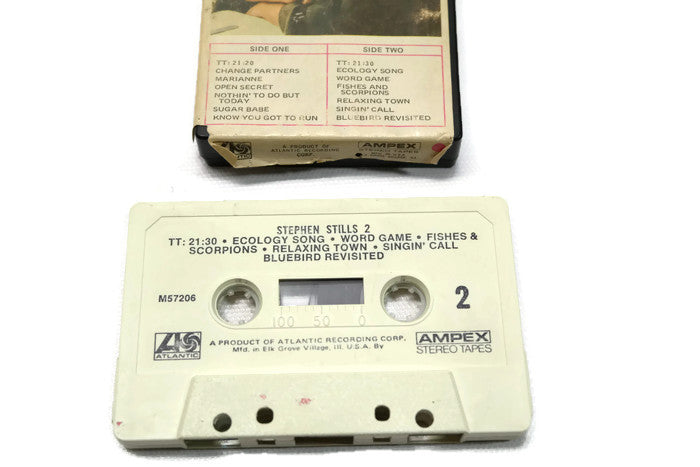 SIDE ONE
TT: 21:20
CHANGE PARTNERS
MARIANNE
OPEN SECRET
NOTHIN' TO DO BUT
TODAY
SUGAR BABE
KNOW YOU GOT TO RUN
SIDE TWO
TT: 21:30
ECOLOGY SONG
WORD GAME
FISHES AND
SCORPIONS
RELAXING TOWN
SINGIN' CALL
BLUEBIRD REVISITED
ATLANTIC
A PRODUCT OF
ATLANTIC RECORDING
CORP
AMPEX
STEREO TAPES
STEPHEN STILLS 2
TT: 21:30 • ECOLOGY SONG • WORD GAME • FISHES &
SCORPIONS • RELAXING TOWN • SINGIN' CALL
BLUEBIRD REVISITED
M57206
100 50 0
2
ATLANTIC
A PRODUCT OF ATLANTIC RECORDING CORP.
Mfd. in Elk Grove Village, Ill. U.S.A. By
AMPEX
STEREO TAPES